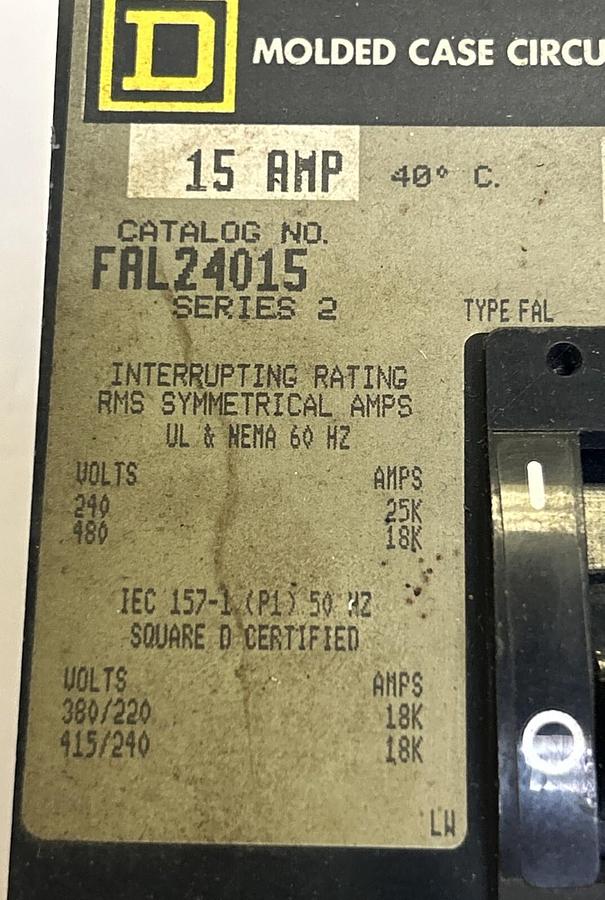 D
MOLDED CASE CIRCU
15 AMP 40° C.
CATALOG NO.
FAL24015
SERIES 2
TYPE FAL
INTERRUPTING RATING
RMS SYMMETRICAL AMPS
UL & NEMA 60 HZ
VOLTS AMPS
240 25K
480 18K
IEC 157-1 (P1) 50 HZ
SQUARE D CERTIFIED
VOLTS AMPS
380/220 18K
415/240 18K
LW